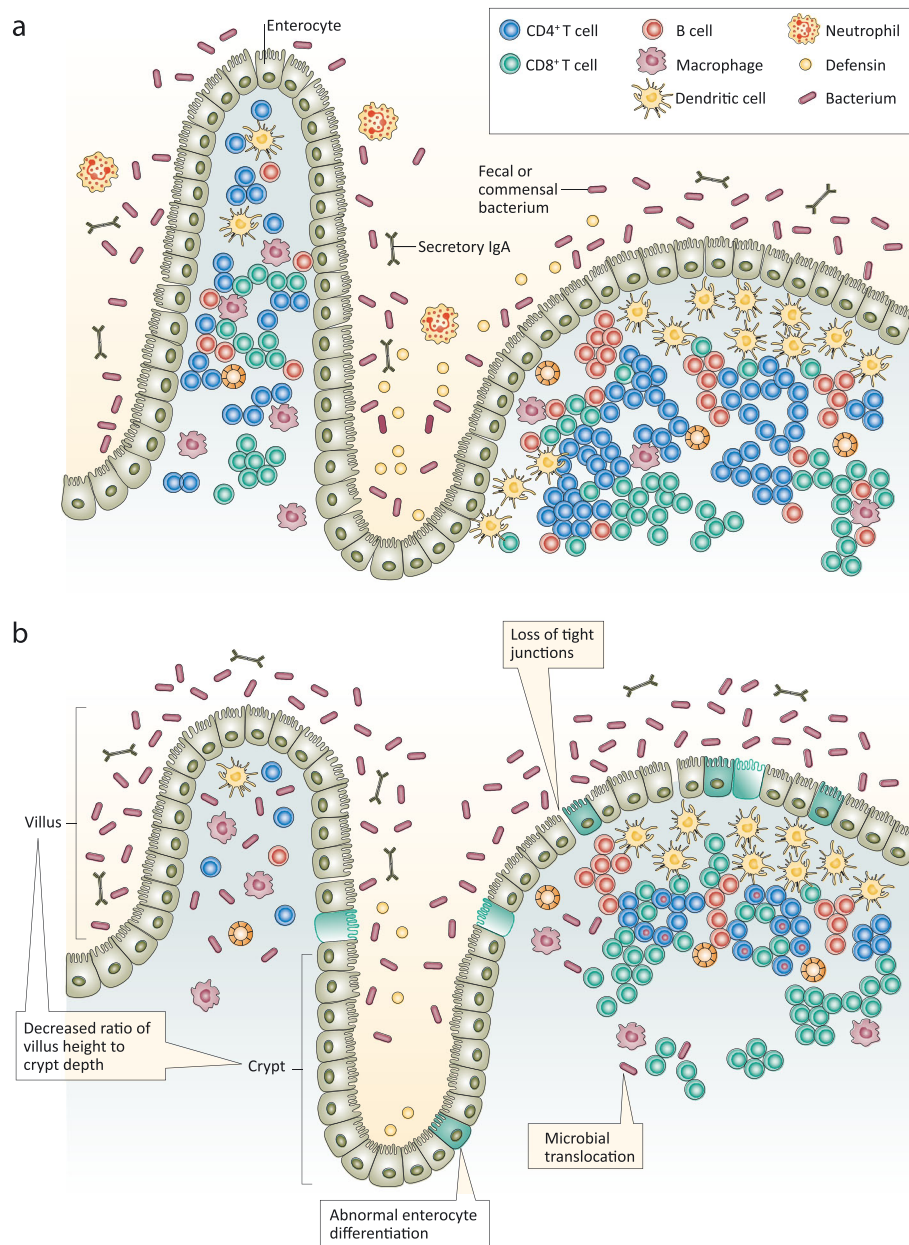 a
Enterocyte
CD4⁺ T cell
CD8⁺ T cell
B cell
Macrophage
Dendritic cell
Neutrophil
Defensin
Bacterium
Fecal or
commensal
bacterium
Secretory IgA
b
Loss of tight
junctions
Villus
Decreased ratio of
villus height to
crypt depth
Crypt
Microbial
translocation
Abnormal enterocyte
differentiation